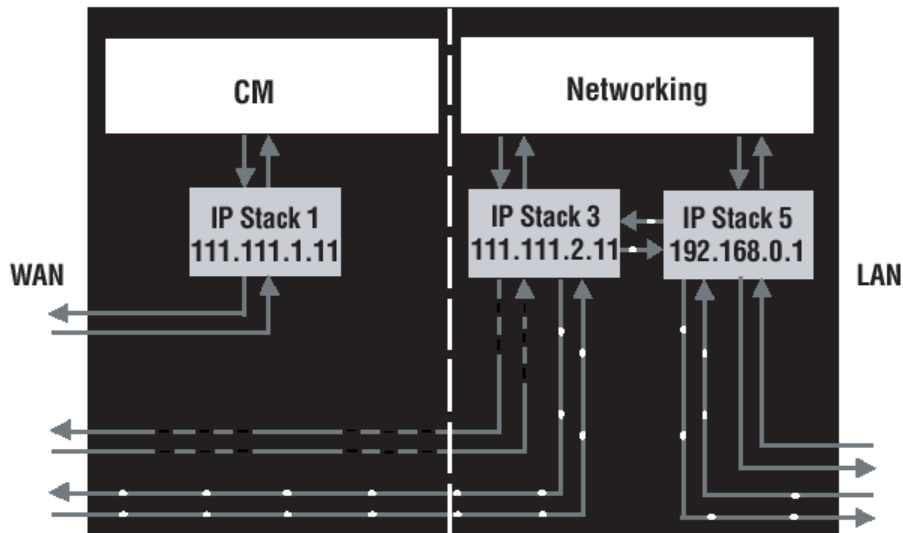 CM
Networking
IP Stack 1
111.111.1.11
IP Stack 3
111.111.2.11
IP Stack 5
192.168.0.1
WAN
LAN